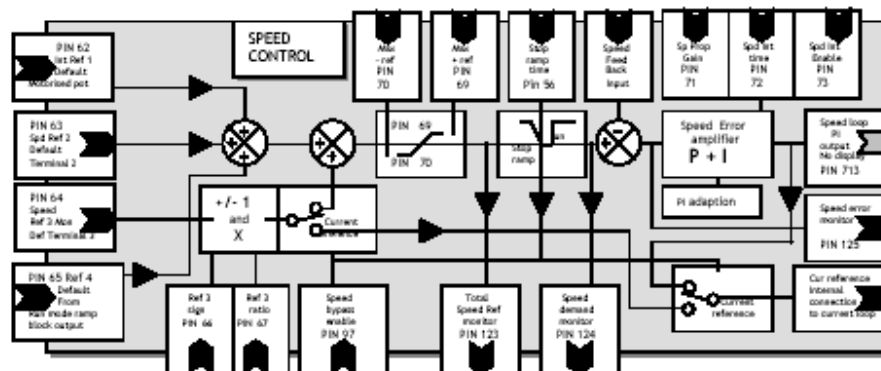 PIN 62
Int Ref 1
Default
Motorised pot
SPEED
CONTROL
Max
- ref
PIN
70
Max
+ ref
PIN
69
Stop
ramp
time
Pin 56
Speed
Feed
Back
Input
Sp Prop
Gain
PIN
71
Spd Int
time
PIN
72
Spd Int
Enable
PIN
73
PIN 63
Spd Ref 2
Default
Terminal 2
PIN 69
PIN 70
Stop
ramp
Speed Error
amplifier
P + I
PI adaption
Speed loop
PI
output
No display
PIN 713
PIN 64
Speed
Ref 3 Mon
Def Terminal 3
+/- 1
and
X
Current
reference
Speed error
monitor
PIN 125
PIN 65 Ref 4
Default
From
Run mode ramp
block output
Ref 3
sign
PIN 66
Ref 3
ratio
PIN 67
Speed
bypass
enable
PIN 97
Total
Speed Ref
monitor
PIN 123
Speed
demand
monitor
PIN 124
Current
reference
Cur reference
internal
connection
to current loop